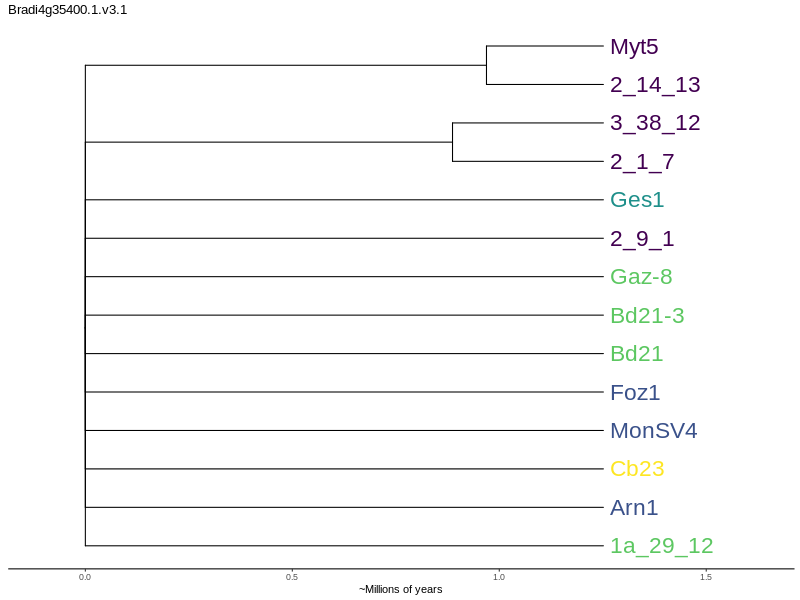 Bradi4g35400.1.v3.1
Myt5
2_14_13
3_38_12
2_1_7
Ges1
2_9_1
Gaz-8
Bd21-3
Bd21
Foz1
MonSV4
Cb23
Arn1
1a_29_12
0.0 0.5 1.0 1.5
~Millions of years